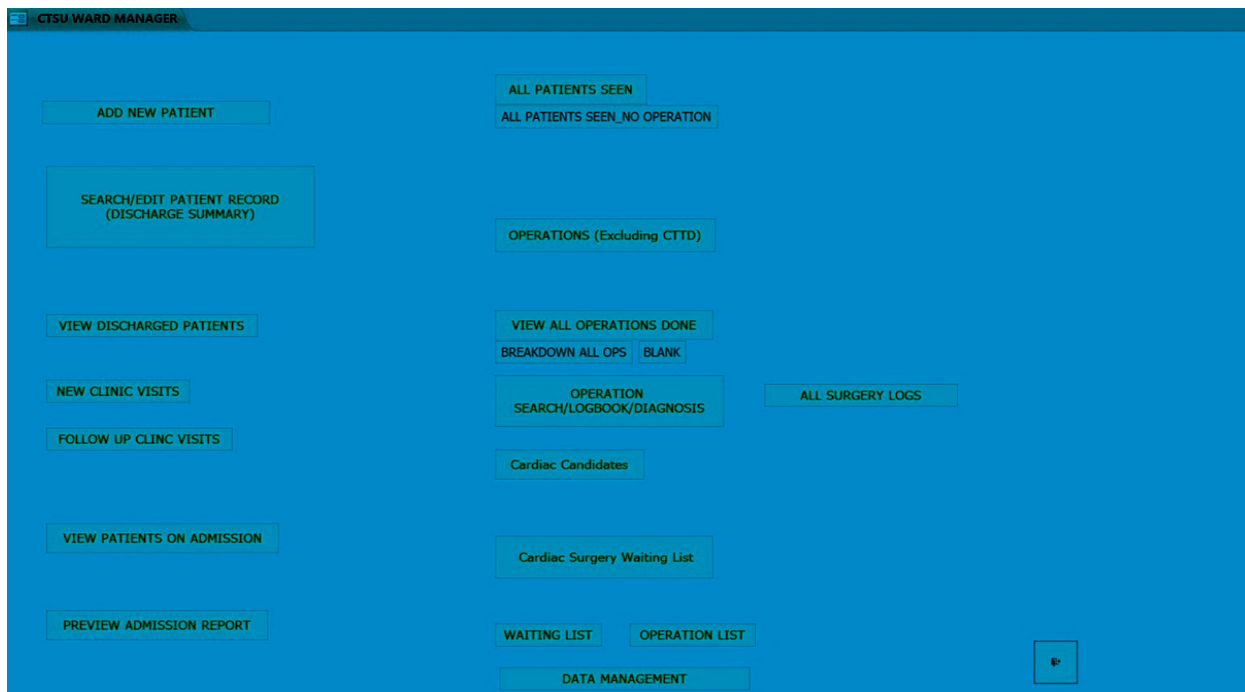 CTSU WARD MANAGER
ADD NEW PATIENT
SEARCH/EDIT PATIENT RECORD
(DISCHARGE SUMMARY)
VIEW DISCHARGED PATIENTS
NEW CLINIC VISITS
FOLLOW UP CLINC VISITS
VIEW PATIENTS ON ADMISSION
PREVIEW ADMISSION REPORT
ALL PATIENTS SEEN
ALL PATIENTS SEEN_NO OPERATION
OPERATIONS (Excluding CTTD)
VIEW ALL OPERATIONS DONE
BREAKDOWN ALL OPS
BLANK
OPERATION
SEARCH/LOGBOOK/DIAGNOSIS
ALL SURGERY LOGS
Cardiac Candidates
Cardiac Surgery Waiting List
WAITING LIST
OPERATION LIST
DATA MANAGEMENT